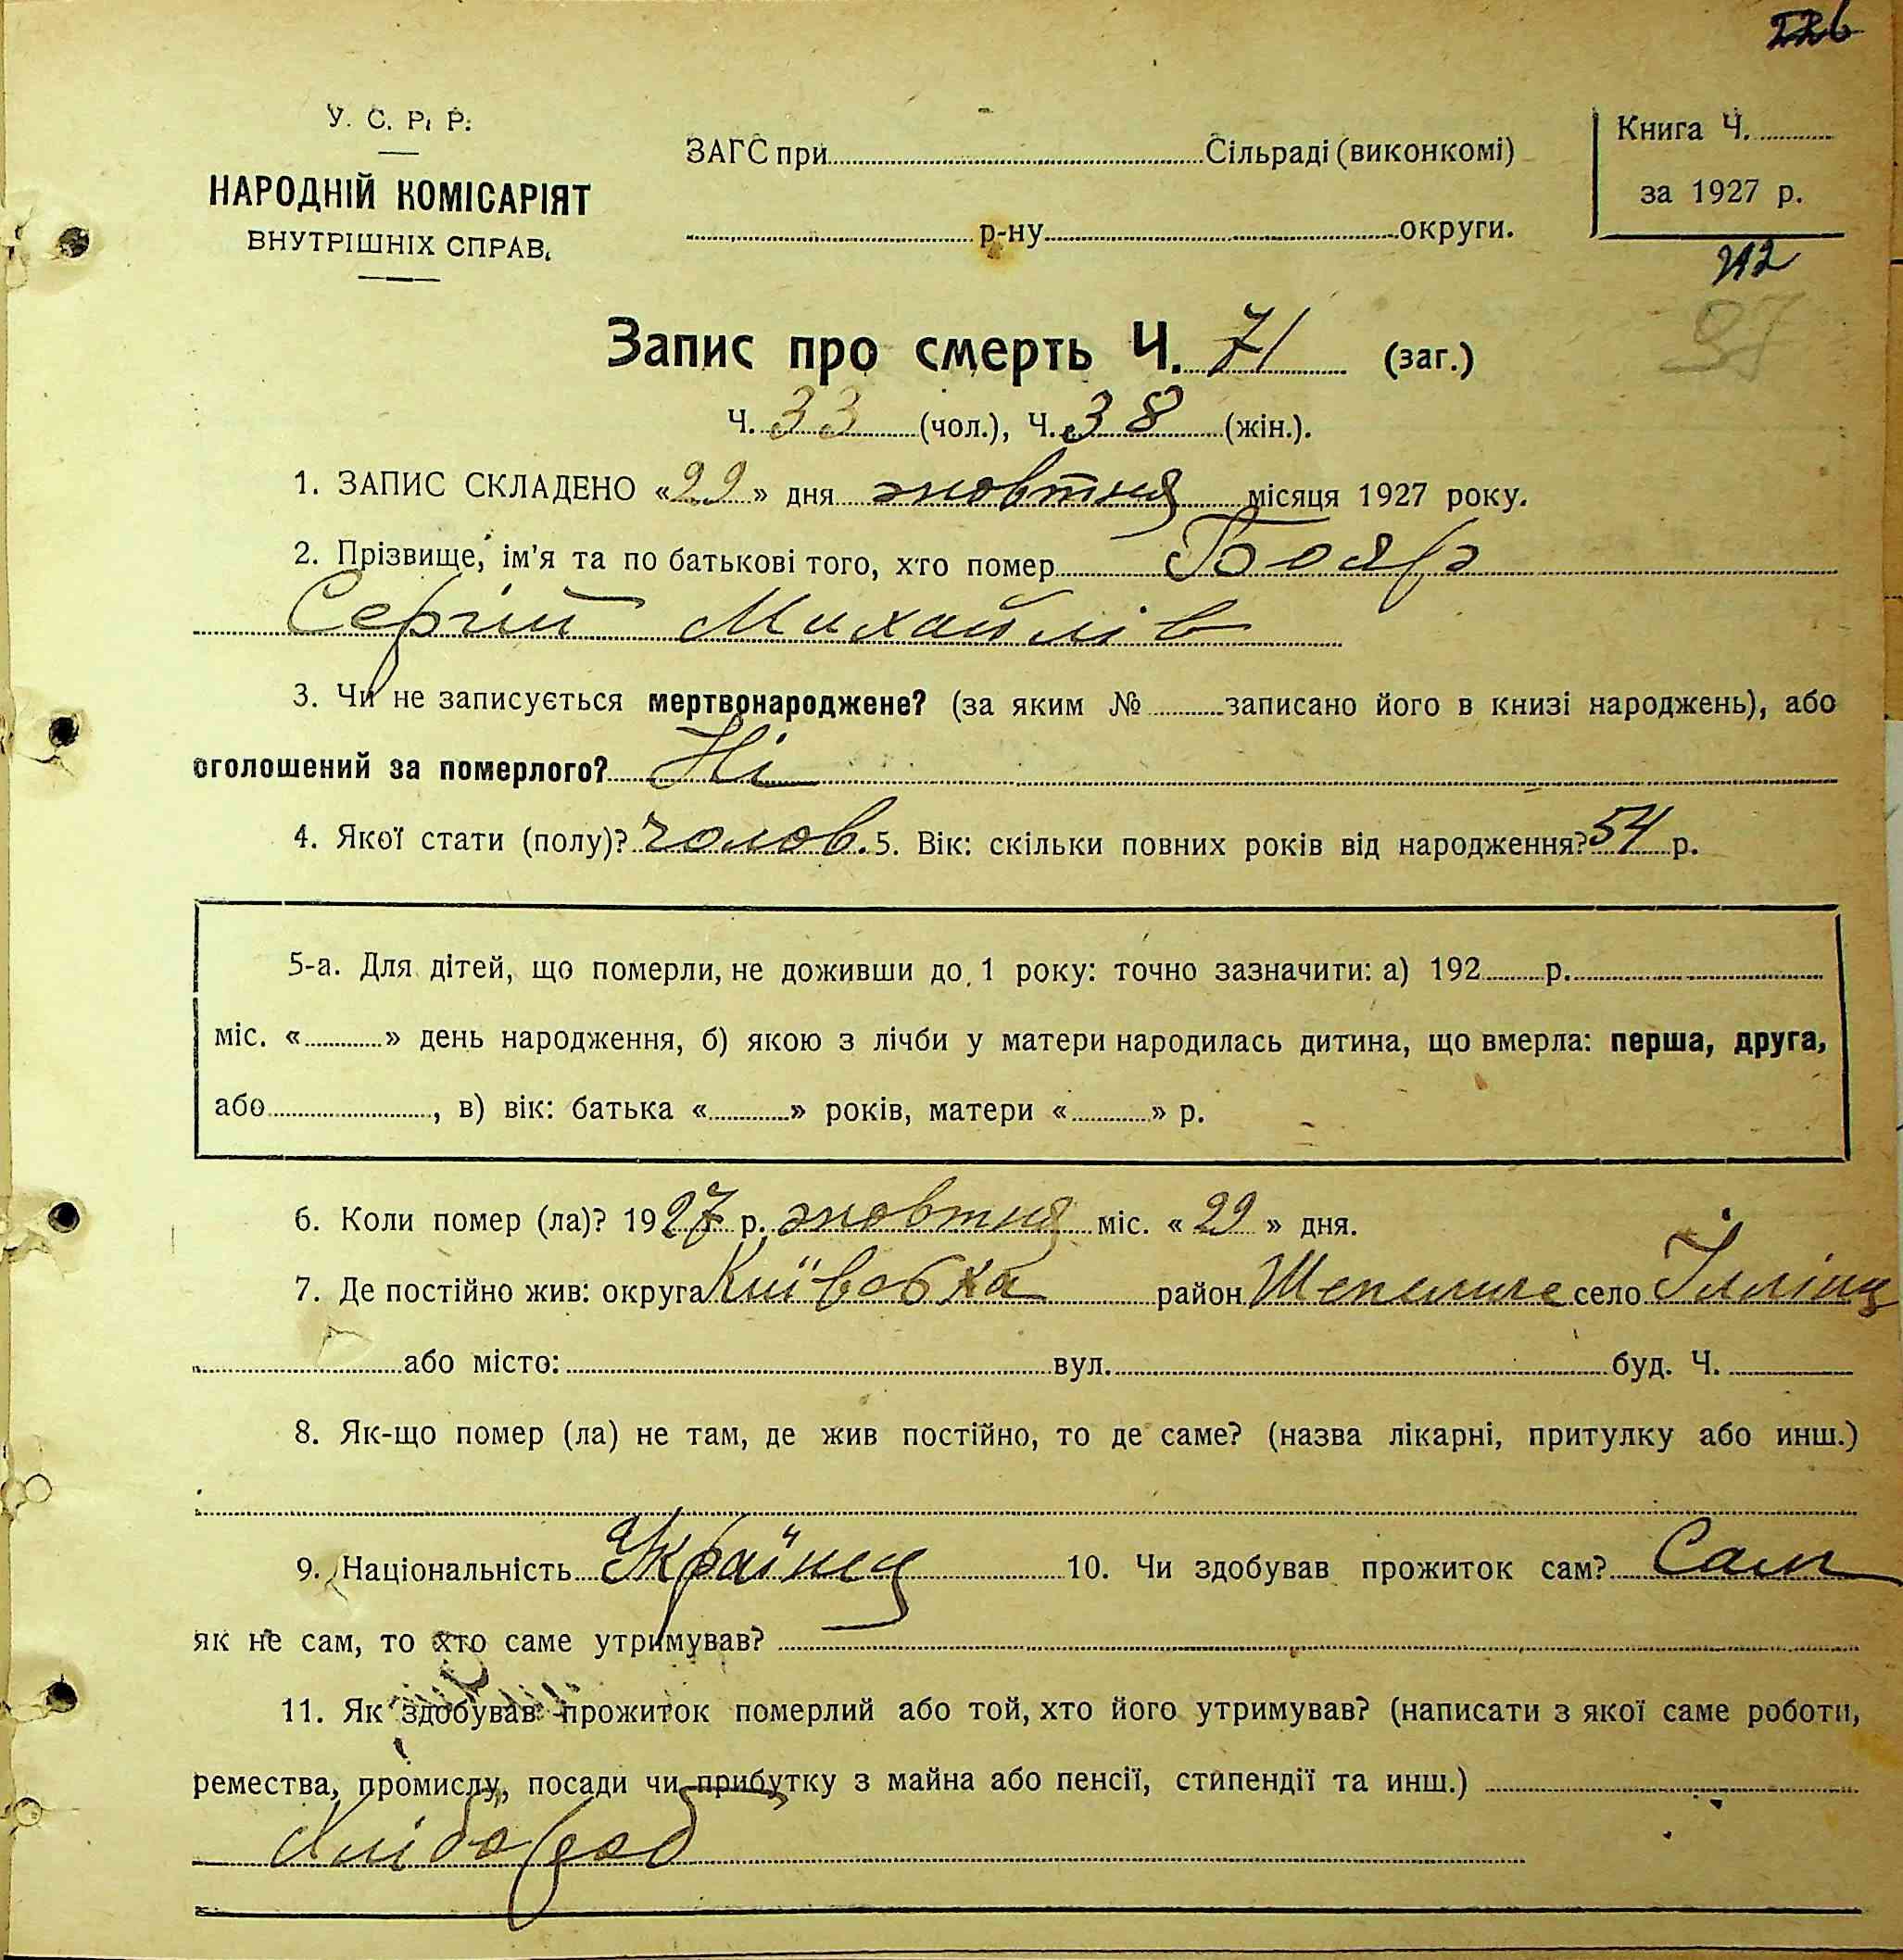 226
У. С. Р. Р.
НАРОДНІЙ КОМІСАРІЯТ
ВНУТРІШНІХ СПРАВ.
ЗАГС при Сільраді (виконкомі)
р-ну округи.
Книга Ч.
за 1927 р.
212
97
Запис про смерть Ч. 71 (заг.)
Ч. 33 (чол.), Ч. 38 (жін.).
1. ЗАПИС СКЛАДЕНО «29» дня жовтня місяця 1927 року.
2. Прізвище, ім'я та по батькові того, хто помер Бояр
Сергій Михайлів
3. Чи не записується мертвонароджене? (за яким № записано його в книзі народжень), або
оголошений за померлого? Ні
4. Якої стати (полу)? чолов. 5. Вік: скільки повних років від народження? 54 р.
5-а. Для дітей, що померли, не доживши до 1 року: точно зазначити: а) 192 р.
міс. « » день народження, б) якою з лічби у матери народилась дитина, що вмерла: перша, друга,
або , в) вік: батька « » років, матери « » р.
6. Коли помер (ла)? 1927 р. жовтня міс. « 29 » дня.
7. Де постійно жив: округа Київська район Шепеличе село Іллінц
або місто: вул. буд. Ч.
8. Як-що помер (ла) не там, де жив постійно, то де саме? (назва лікарні, притулку або инш.)
9. Національність Українец 10. Чи здобував прожиток сам? Сам
як не сам, то хто саме утримував?
11. Як здобував прожиток померлий або той, хто його утримував? (написати з якої саме роботи,
ремества, промислу, посади чи прибутку з майна або пенсії, стипендії та инш.)
Хлібороб